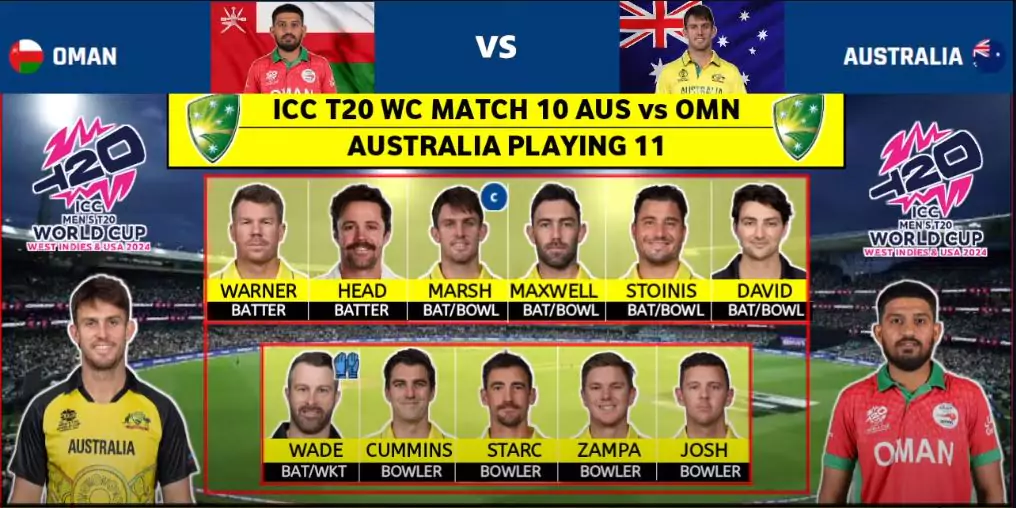 OMAN
VS
AUSTRALIA
OMAN
AUSTRALIA
ICC T20 WC MATCH 10 AUS vs OMN
AUSTRALIA PLAYING 11
T20
ICC
MEN'S T20
WORLD CUP
WEST INDIES & USA 2024
T20
ICC
MEN'S T20
WORLD CUP
WEST INDIES & USA 2024
C
WARNER HEAD MARSH MAXWELL STOINIS DAVID
BATTER BATTER BAT/BOWL BAT/BOWL BAT/BOWL BAT/BOWL
WADE CUMMINS STARC ZAMPA JOSH
BAT/WKT BOWLER BOWLER BOWLER BOWLER
AUSTRALIA
OMAN